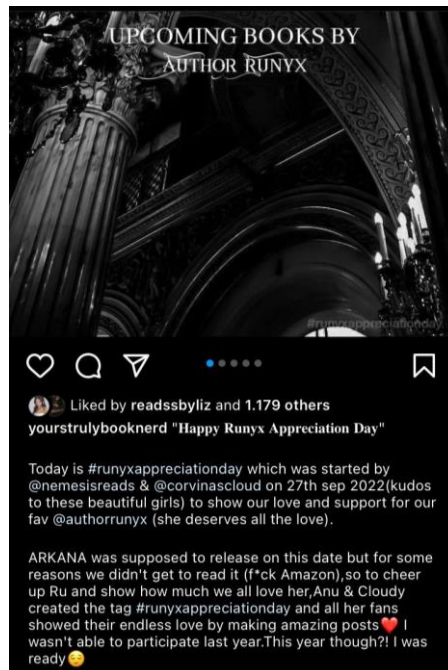 UPCOMING BOOKS BY
AUTHOR RUNYX
#runyxappreciationday
Liked by readssbyliz and 1.179 others
yourstrulybooknerd "Happy Runyx Appreciation Day"
Today is #runyxappreciationday which was started by
@nemesisreads & @corvinascloud on 27th sep 2022(kudos
to these beautiful girls) to show our love and support for our
fav @authorrunyx (she deserves all the love).
ARKANA was supposed to release on this date but for some
reasons we didn't get to read it (f*ck Amazon),so to cheer
up Ru and show how much we all love her,Anu & Cloudy
created the tag #runyxappreciationday and all her fans
showed their endless love by making amazing posts❤️ I
wasn't able to participate last year.This year though?! I was
ready😌